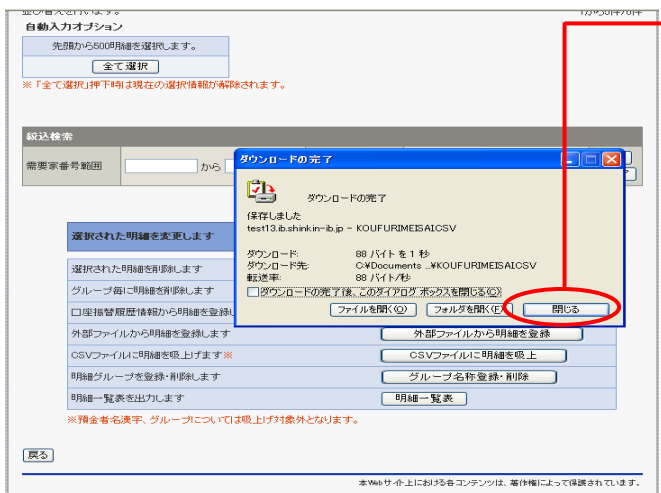 自動入力オプション
先頭から500明細を選択します。
全て選択
※「全て選択」押下時は現在の選択情報が解除されます。
絞込検索
需要家番号範囲
から
ダウンロードの完了
ダウンロードの完了
保存しました
test13.ib.shinkin-ib.jp - KOUFURIMEISAICSV
ダウンロード: 88 バイト を 1 秒
ダウンロード先: C:¥Documents ...¥KOUFURIMEISAICSV
転送率: 88 バイト/秒
ダウンロードの完了後、このダイアログ ボックスを閉じる(C)
ファイルを開く(O) フォルダを開く(F) 閉じる
選択された明細を変更します
選択された明細を削除します
グループ毎に明細を削除します
口座振替履歴情報から明細を登録し
外部ファイルから明細を登録します 外部ファイルから明細を登録
CSVファイルに明細を吸上げます※ CSVファイルに明細を吸上
明細グループを登録・削除します グループ名称登録・削除
明細一覧表を出力します 明細一覧表
※預金者名漢字、グループについては吸上げ対象外となります。
戻る
本Webサイト上における各コンテンツは、著作権によって保護されています。